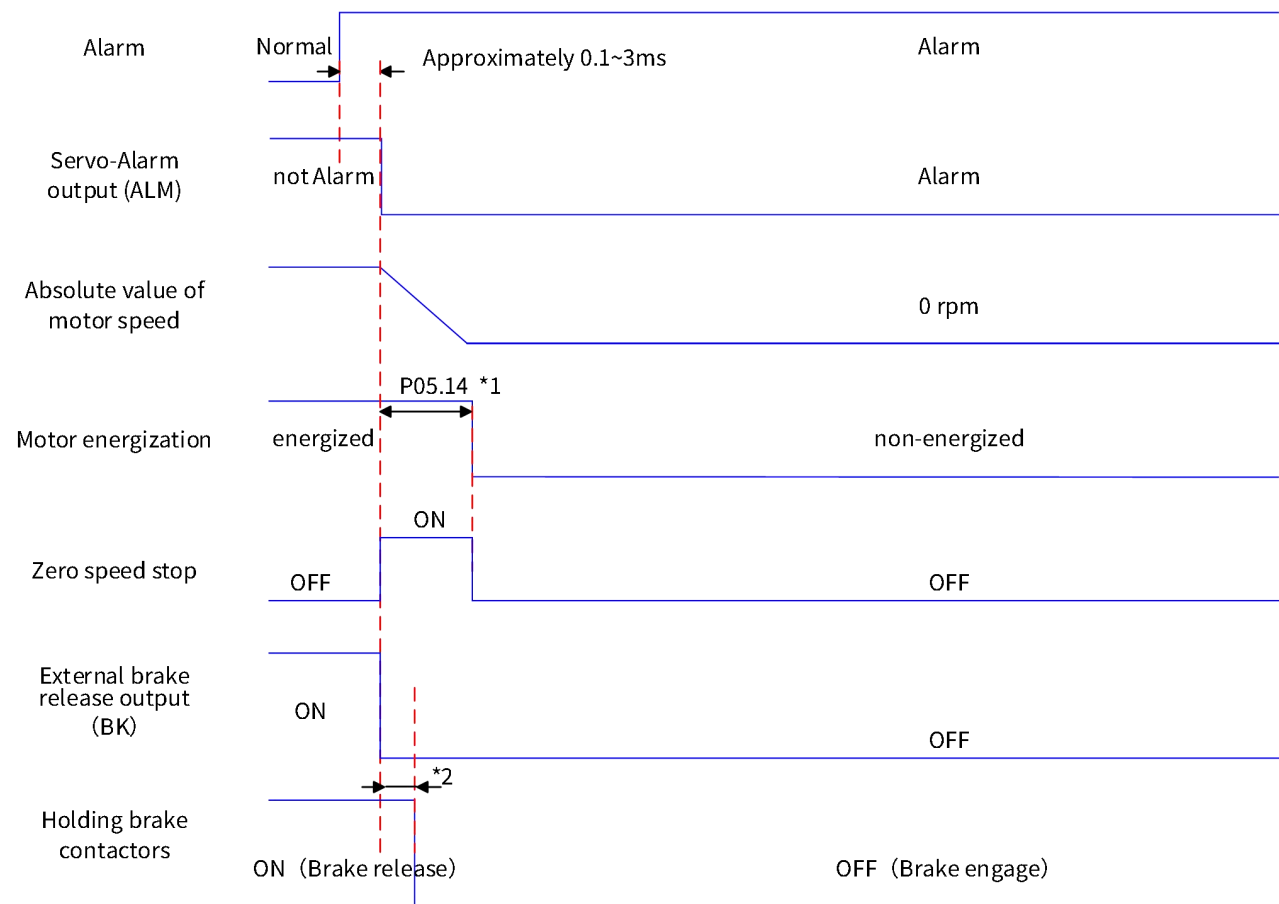 Alarm
Normal
Approximately 0.1~3ms
Alarm
Servo-Alarm
output (ALM)
not Alarm
Alarm
Absolute value of
motor speed
0 rpm
P05.14 *1
Motor energization
energized
non-energized
ON
Zero speed stop
OFF
OFF
External brake
release output
（BK）
ON
OFF
*2
Holding brake
contactors
ON（Brake release）
OFF（Brake engage）